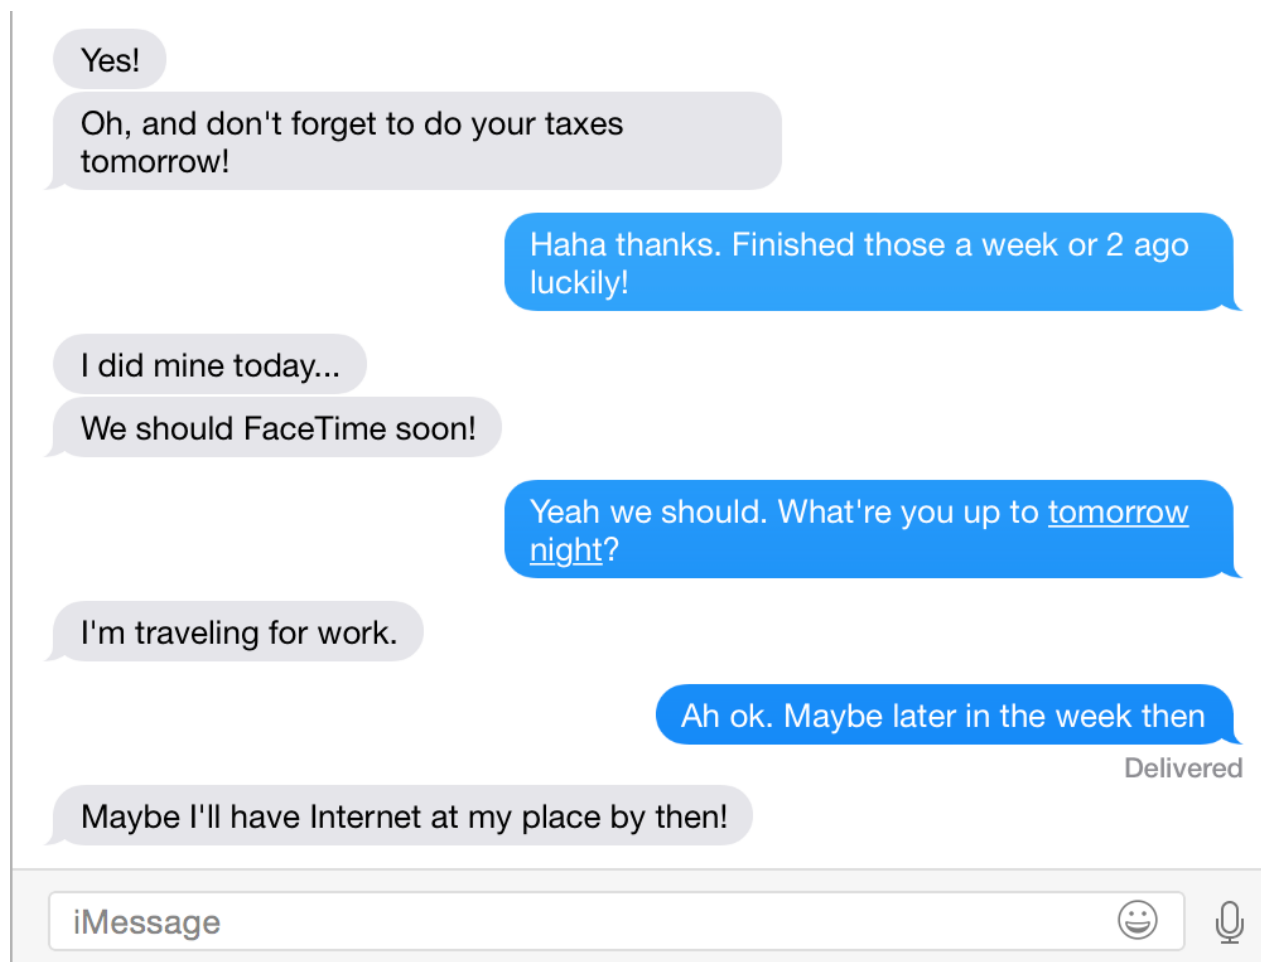 Yes!
Oh, and don't forget to do your taxes
tomorrow!
Haha thanks. Finished those a week or 2 ago
luckily!
I did mine today...
We should FaceTime soon!
Yeah we should. What're you up to tomorrow
night?
I'm traveling for work.
Ah ok. Maybe later in the week then
Delivered
Maybe I'll have Internet at my place by then!
iMessage